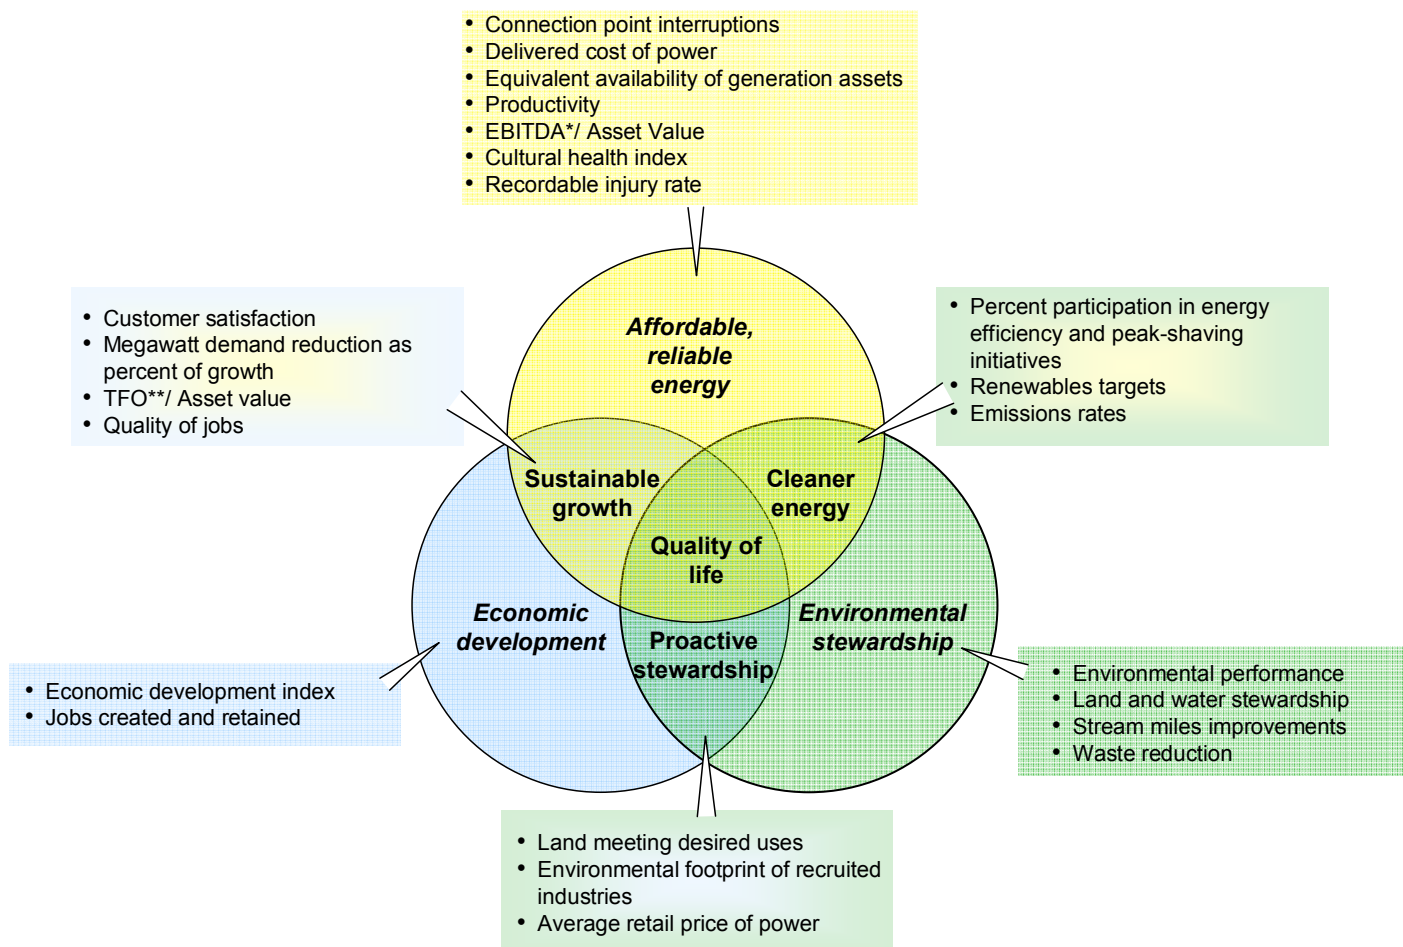 • Connection point interruptions
• Delivered cost of power
• Equivalent availability of generation assets
• Productivity
• EBITDA*/ Asset Value
• Cultural health index
• Recordable injury rate
• Customer satisfaction
• Megawatt demand reduction as
percent of growth
• TFO**/ Asset value
• Quality of jobs
• Percent participation in energy
efficiency and peak-shaving
initiatives
• Renewables targets
• Emissions rates
Affordable,
reliable
energy
Sustainable
growth
Cleaner
energy
Quality of
life
Economic
development
Environmental
stewardship
Proactive
stewardship
• Economic development index
• Jobs created and retained
• Environmental performance
• Land and water stewardship
• Stream miles improvements
• Waste reduction
• Land meeting desired uses
• Environmental footprint of recruited
industries
• Average retail price of power